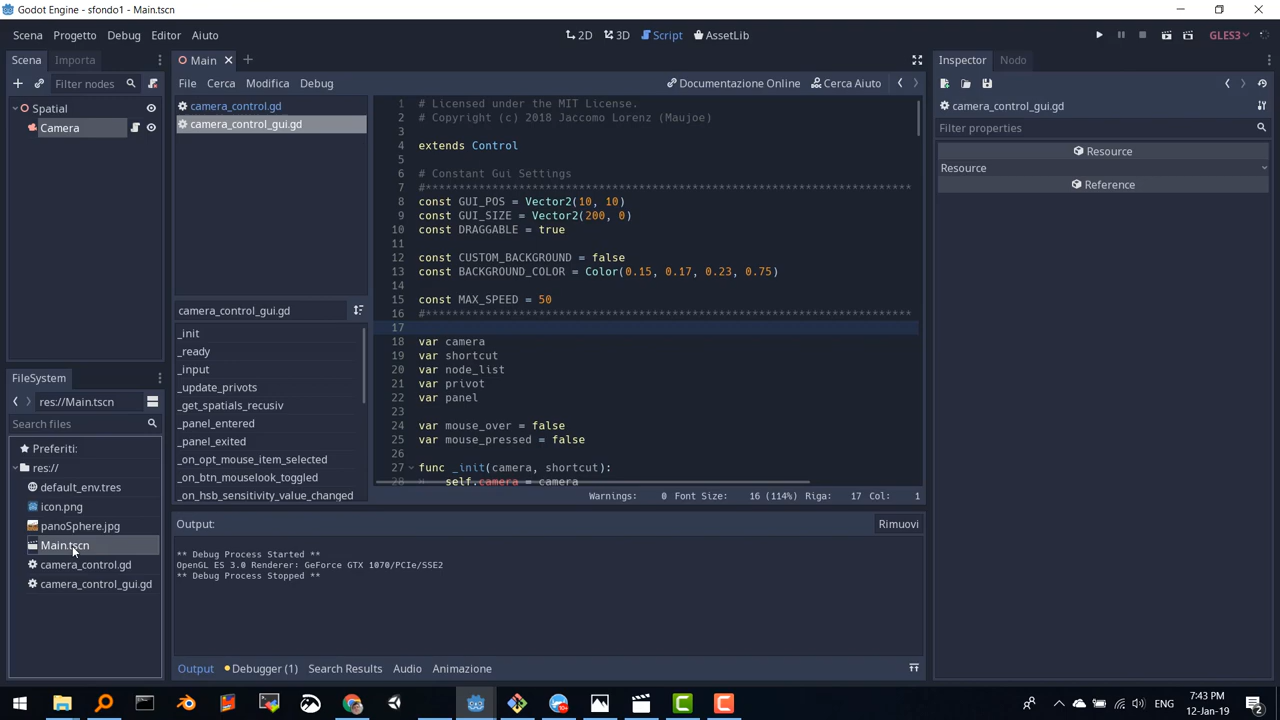 Godot Engine - sfondo1 - Main.tscn
Scena Progetto Debug Editor Aiuto
2D 3D Script AssetLib
GLES3
Scena Importa
Filter nodes
Spatial
Camera
FileSystem
res://Main.tscn
Search files
Preferiti:
res://
default_env.tres
icon.png
panoSphere.jpg
Main.tscn
camera_control.gd
camera_control_gui.gd
Main
File Cerca Modifica Debug
Documentazione Online Cerca Aiuto
camera_control.gd
camera_control_gui.gd
camera_control_gui.gd
_init
_ready
_input
_update_privots
_get_spatials_recusiv
_panel_entered
_panel_exited
_on_opt_mouse_item_selected
_on_btn_mouselook_toggled
_on_hsb_sensitivity_value_changed
1 # Licensed under the MIT License.
2 # Copyright (c) 2018 Jaccomo Lorenz (Maujoe)
3
4 extends Control
5
6 # Constant Gui Settings
7 #*************************************************************************
8 const GUI_POS = Vector2(10, 10)
9 const GUI_SIZE = Vector2(200, 0)
10 const DRAGGABLE = true
11
12 const CUSTOM_BACKGROUND = false
13 const BACKGROUND_COLOR = Color(0.15, 0.17, 0.23, 0.75)
14
15 const MAX_SPEED = 50
16 #*************************************************************************
17
18 var camera
19 var shortcut
20 var node_list
21 var privot
22 var panel
23
24 var mouse_over = false
25 var mouse_pressed = false
26
27 func _init(camera, shortcut):
28 self.camera = camera
Warnings: 0 Font Size: 16 (114%) Riga: 17 Col: 1
Output: Rimuovi
** Debug Process Started **
OpenGL ES 3.0 Renderer: GeForce GTX 1070/PCIe/SSE2
** Debug Process Stopped **
Output Debugger (1) Search Results Audio Animazione
Inspector Nodo
camera_control_gui.gd
Filter properties
Resource
Resource
Reference
10+
ENG
7:43 PM
12-Jan-19
2